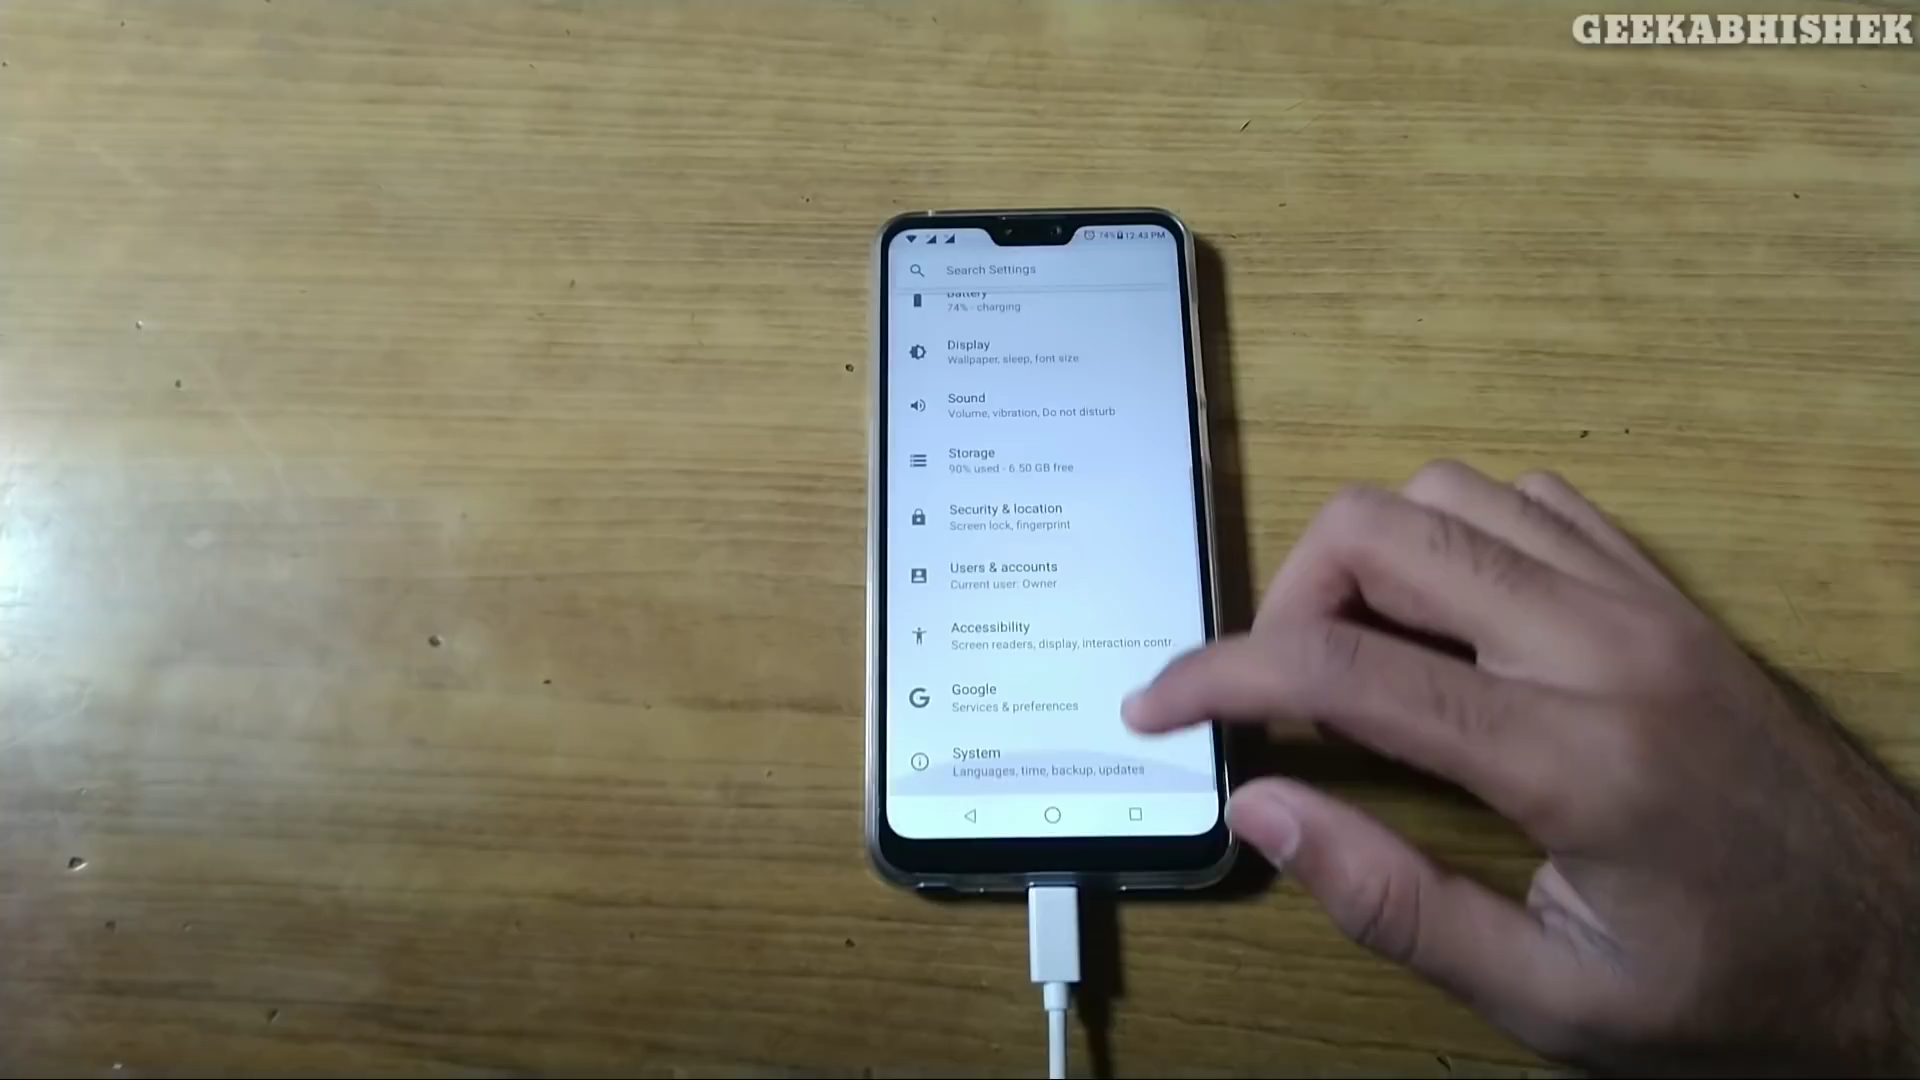 GEEKABHISHEK
74% 12:43 PM
Search Settings
Battery
74% - charging
Display
Wallpaper, sleep, font size
Sound
Volume, vibration, Do not disturb
Storage
90% used - 6.50 GB free
Security & location
Screen lock, fingerprint
Users & accounts
Current user: Owner
Accessibility
Screen readers, display, interaction contr
Google
Services & preferences
System
Languages, time, backup, updates